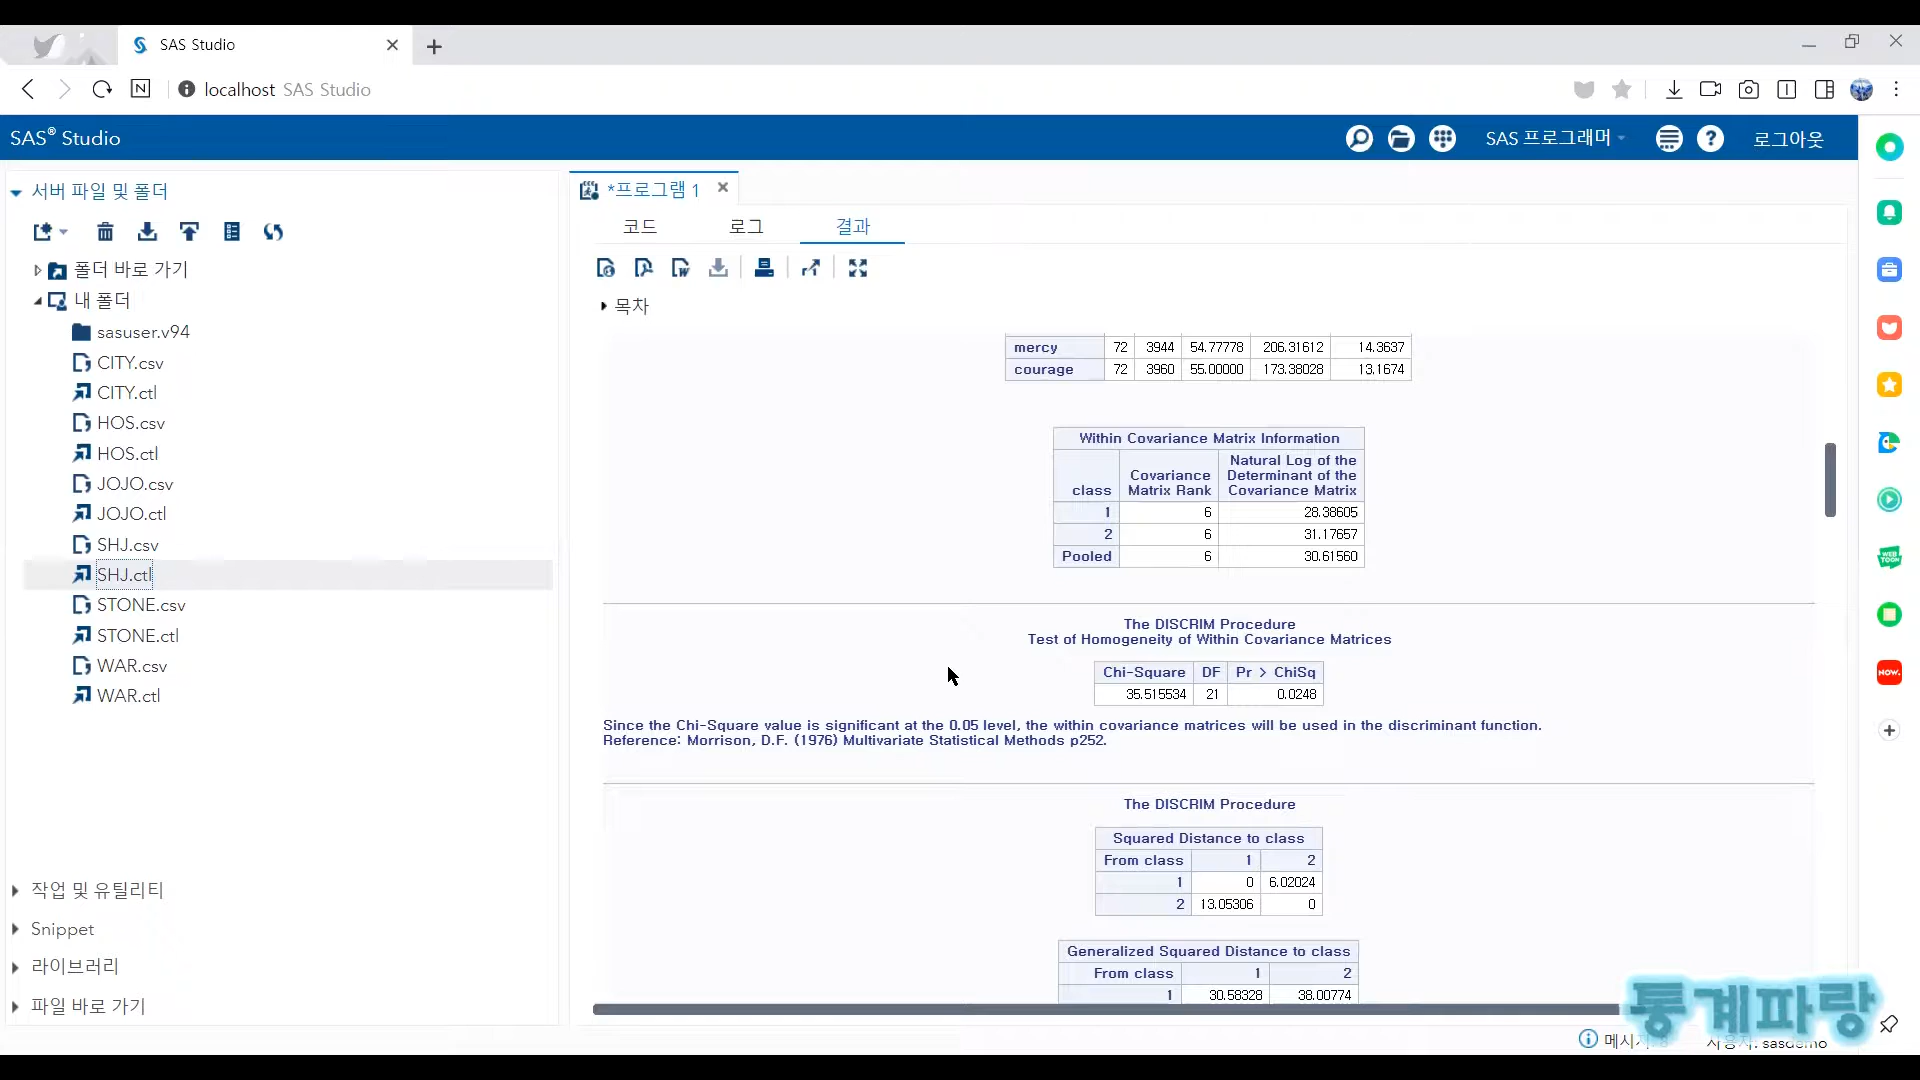 SAS Studio
localhost SAS Studio
SAS® Studio
SAS 프로그래머
로그아웃
서버 파일 및 폴더
폴더 바로 가기
내 폴더
sasuser.v94
CITY.csv
CITY.ctl
HOS.csv
HOS.ctl
JOJO.csv
JOJO.ctl
SHJ.csv
SHJ.ctl
STONE.csv
STONE.ctl
WAR.csv
WAR.ctl
작업 및 유틸리티
Snippet
라이브러리
파일 바로 가기
*프로그램 1
코드 로그 결과
목차
mercy 72 3944 54.77778 206.31612 14.3637
courage 72 3960 55.00000 173.38028 13.1674
Within Covariance Matrix Information
class Covariance Matrix Rank Natural Log of the Determinant of the Covariance Matrix
1 6 28.38605
2 6 31.17657
Pooled 6 30.61560
The DISCRIM Procedure
Test of Homogeneity of Within Covariance Matrices
Chi-Square DF Pr > ChiSq
35.515534 21 0.0248
Since the Chi-Square value is significant at the 0.05 level, the within covariance matrices will be used in the discriminant function.
Reference: Morrison, D.F. (1976) Multivariate Statistical Methods p252.
The DISCRIM Procedure
Squared Distance to class
From class 1 2
1 0 6.02024
2 13.05306 0
Generalized Squared Distance to class
From class 1 2
1 30.58328 38.00774
통계파랑
메시지
사용자: sasdemo
WEB TOON
NOW.